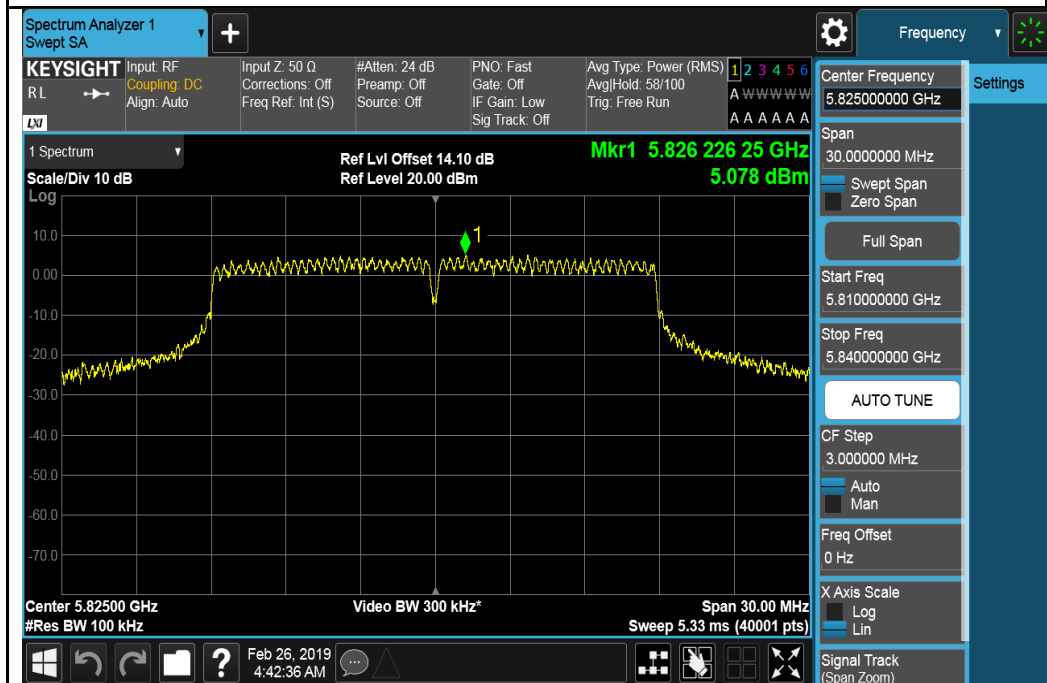 Spectrum Analyzer 1
Swept SA
+
Frequency
KEYSIGHT
R L
LXI
Input: RF
Coupling: DC
Align: Auto
Input Z: 50 Ω
Corrections: Off
Freq Ref: Int (S)
#Atten: 24 dB
Preamp: Off
Source: Off
PNO: Fast
Gate: Off
IF Gain: Low
Sig Track: Off
Avg Type: Power (RMS)
Avg|Hold: 58/100
Trig: Free Run
1 2 3 4 5 6
A W W W W W
A A A A A A
1 Spectrum
Scale/Div 10 dB
Log
Ref Lvl Offset 14.10 dB
Ref Level 20.00 dBm
Mkr1 5.826 226 25 GHz
5.078 dBm
1
10.0
0.00
-10.0
-20.0
-30.0
-40.0
-50.0
-60.0
-70.0
Center 5.82500 GHz
#Res BW 100 kHz
Video BW 300 kHz*
Span 30.00 MHz
Sweep 5.33 ms (40001 pts)
?
Feb 26, 2019
4:42:36 AM
Center Frequency
5.825000000 GHz
Settings
Span
30.0000000 MHz
Swept Span
Zero Span
Full Span
Start Freq
5.810000000 GHz
Stop Freq
5.840000000 GHz
AUTO TUNE
CF Step
3.000000 MHz
Auto
Man
Freq Offset
0 Hz
X Axis Scale
Log
Lin
Signal Track
(Span Zoom)